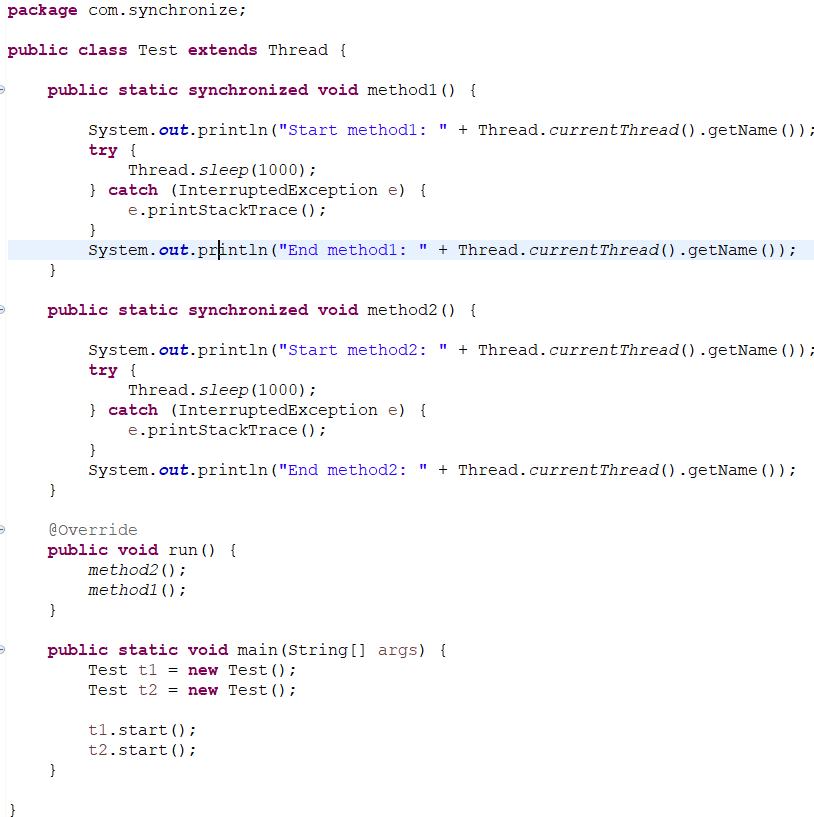 package com.synchronize;
public class Test extends Thread {
public static synchronized void method1() {
System.out.println("Start method1: " + Thread.currentThread().getName());
try {
Thread.sleep(1000);
} catch (InterruptedException e) {
e.printStackTrace();
}
System.out.println("End method1: " + Thread.currentThread().getName());
}
public static synchronized void method2() {
System.out.println("Start method2: " + Thread.currentThread().getName());
try {
Thread.sleep(1000);
} catch (InterruptedException e) {
e.printStackTrace();
}
System.out.println("End method2: " + Thread.currentThread().getName());
}
@Override
public void run() {
method2();
method1();
}
public static void main(String[] args) {
Test t1 = new Test();
Test t2 = new Test();
t1.start();
t2.start();
}
}